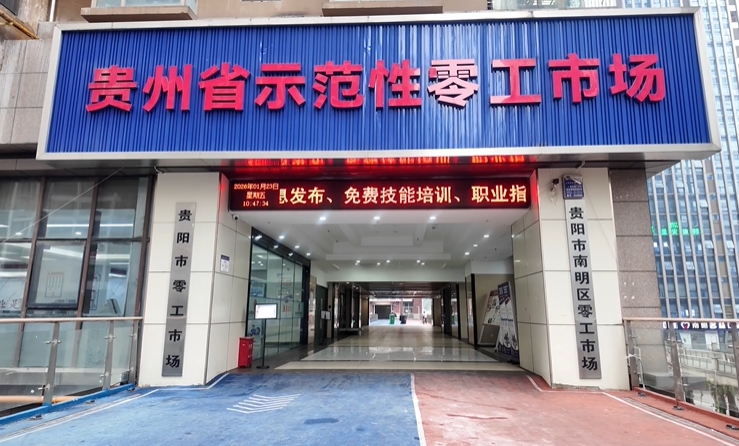 贵州省示范性零工市场
2026年01月23日
星期五
10:47:34
息发布、免费技能培训、职业指
贵阳市零工市场
贵阳市南明区零工市场